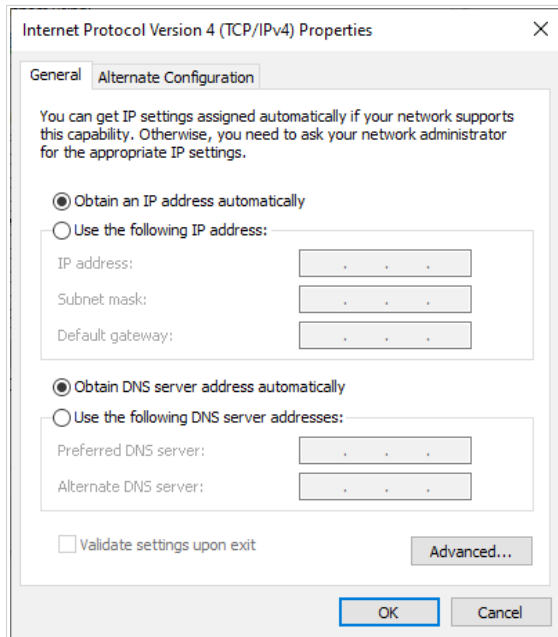 Internet Protocol Version 4 (TCP/IPv4) Properties
General
Alternate Configuration
You can get IP settings assigned automatically if your network supports
this capability. Otherwise, you need to ask your network administrator
for the appropriate IP settings.
Obtain an IP address automatically
Use the following IP address:
IP address: . . .
Subnet mask: . . .
Default gateway: . . .
Obtain DNS server address automatically
Use the following DNS server addresses:
Preferred DNS server: . . .
Alternate DNS server: . . .
Validate settings upon exit
Advanced...
OK
Cancel